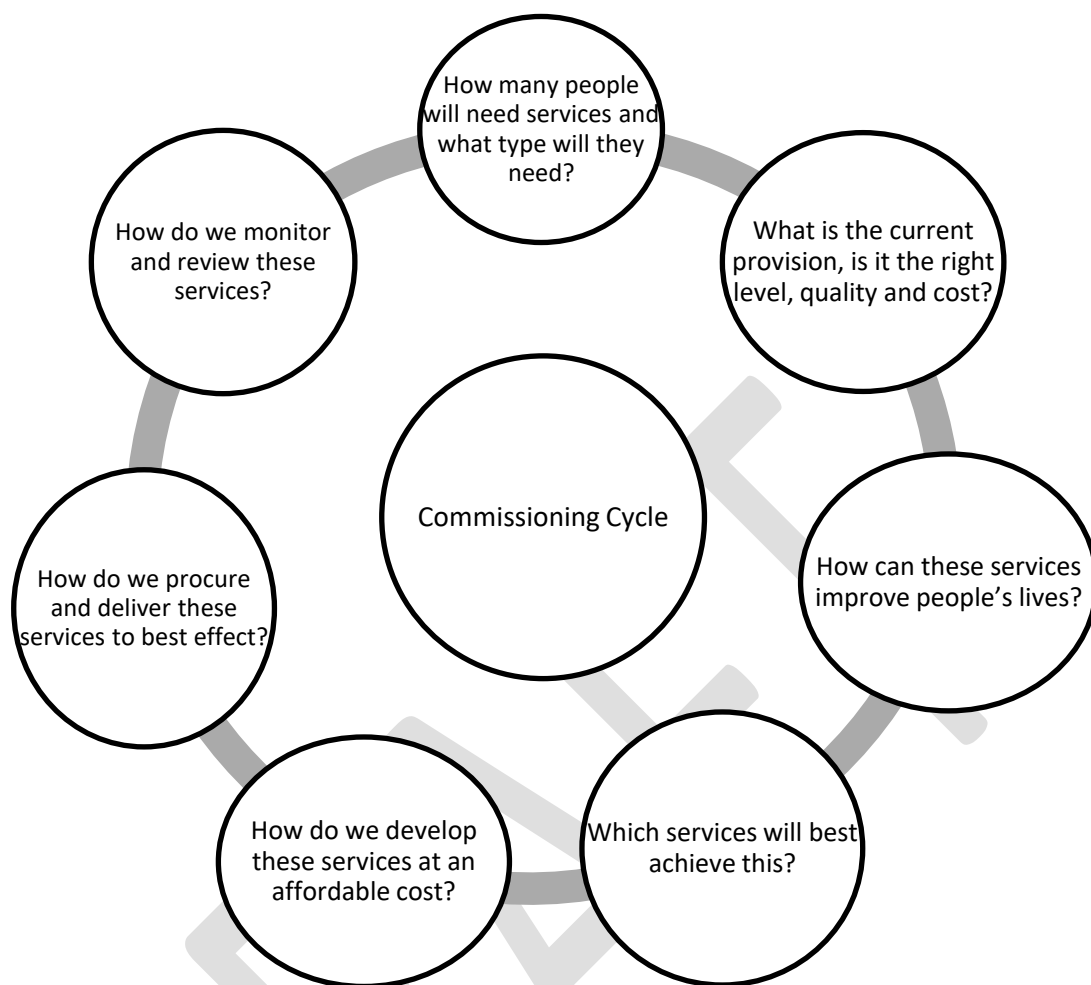 How many people
will need services and
what type will they
need?
What is the current
provision, is it the right
level, quality and cost?
How can these services
improve people’s lives?
Which services will best
achieve this?
How do we develop
these services at an
affordable cost?
How do we procure
and deliver these
services to best effect?
How do we monitor
and review these
services?
Commissioning Cycle